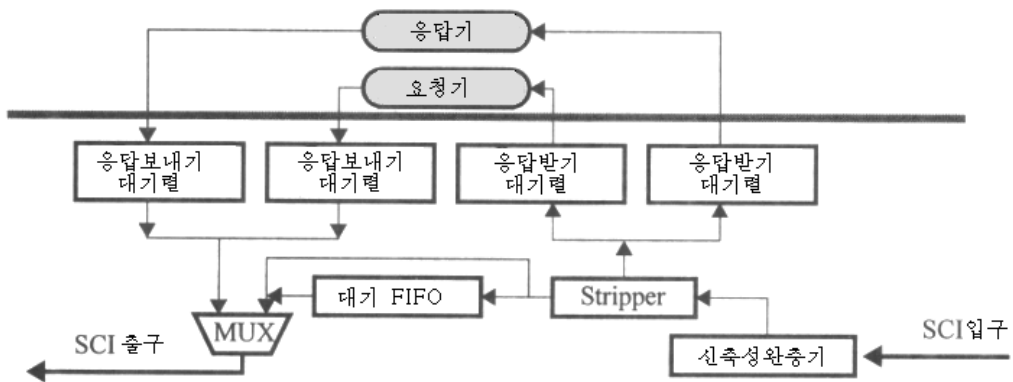 응답기
요청기
응답보내기
대기렬
응답보내기
대기렬
응답받기
대기렬
응답받기
대기렬
대기 FIFO
Stripper
MUX
SCI 출구
SCI입구
신축성완충기